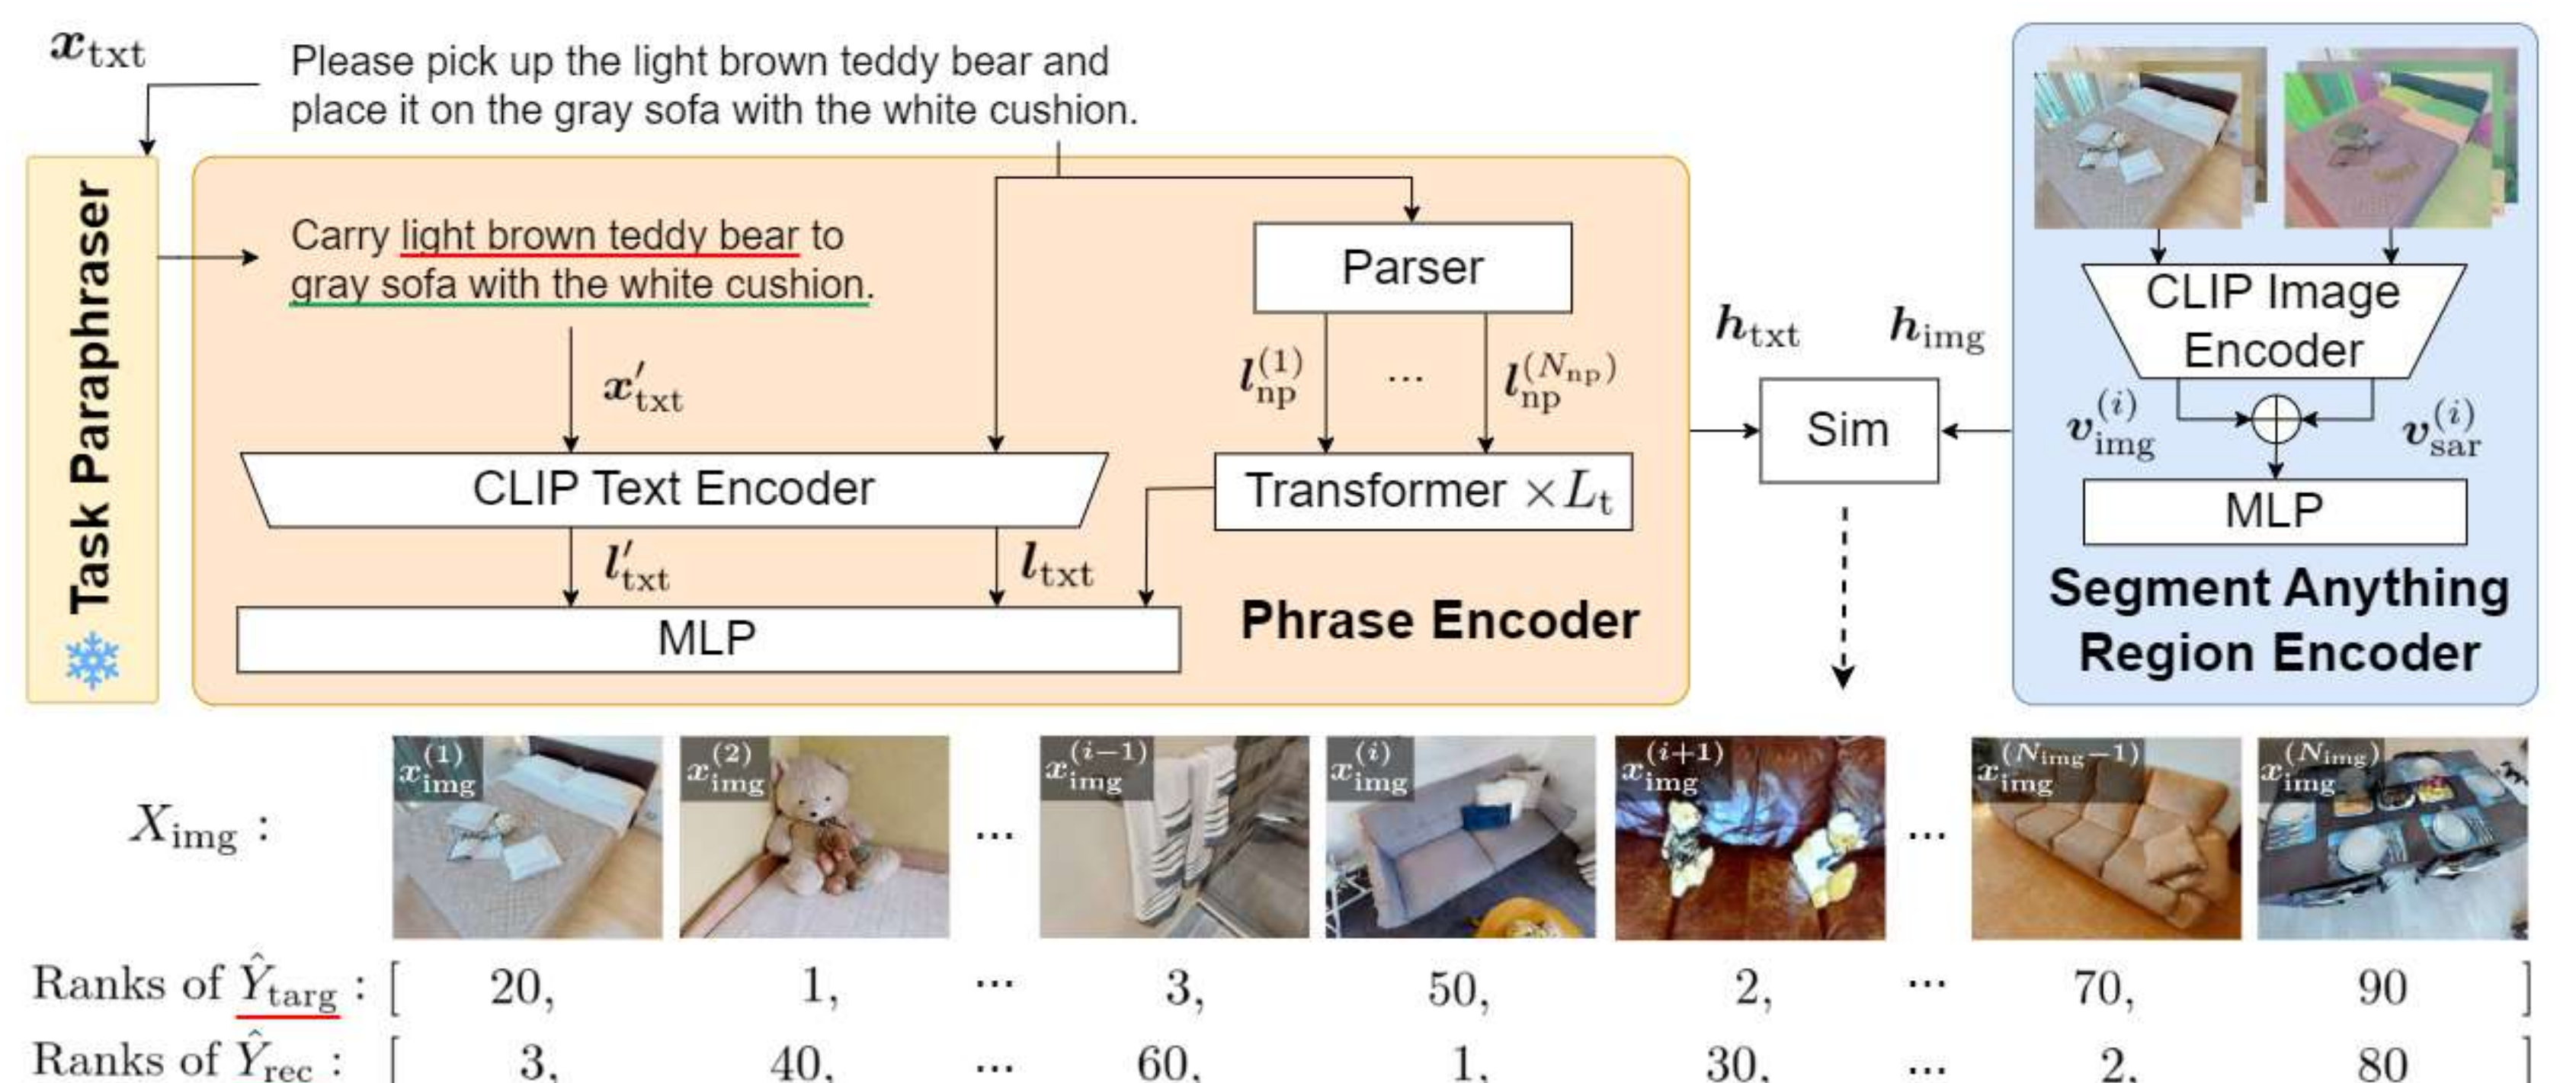 x_txt
Please pick up the light brown teddy bear and
place it on the gray sofa with the white cushion.
Task Paraphraser
Carry light brown teddy bear to
gray sofa with the white cushion.
x′_txt
CLIP Text Encoder
l′_txt
l_txt
MLP
Parser
l_np^(1)
...
l_np^(N_np)
Transformer ×L_t
Phrase Encoder
h_txt
h_img
Sim
CLIP Image
Encoder
v_img^(i)
v_sar^(i)
MLP
Segment Anything
Region Encoder
X_img :
x_img^(1)
x_img^(2)
...
x_img^(i−1)
x_img^(i)
x_img^(i+1)
...
x_img^(N_img−1)
x_img^(N_img)
Ranks of Ŷ_targ : [ 20, 1, ... 3, 50, 2, ... 70, 90 ]
Ranks of Ŷ_rec : [ 3, 40, ... 60, 1, 30, ... 2, 80 ]